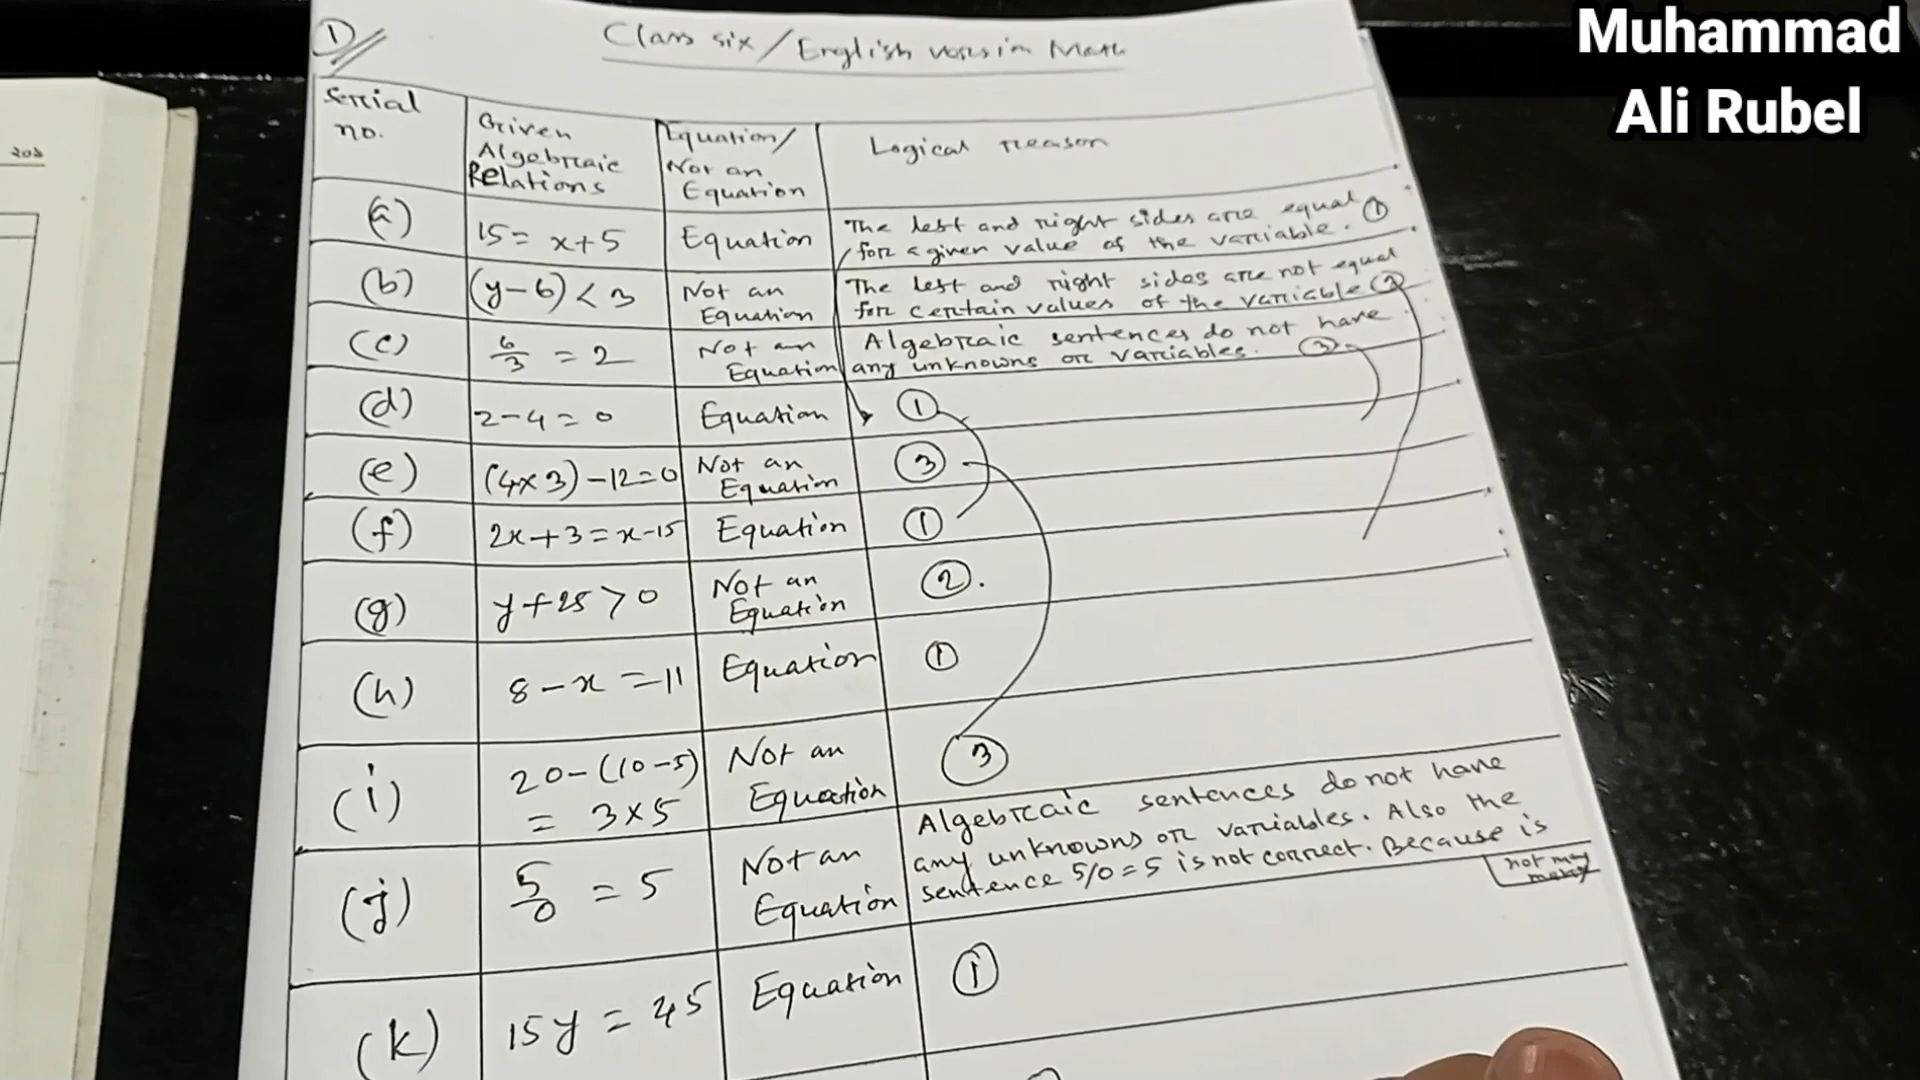 Muhammad
Ali Rubel
1
Class six / English version Math
২০১
Serial
no.
Given
Algebraic
Relations
Equation/
Not an
Equation
Logical reason
(a)
15 = x+5
Equation
The left and right sides are equal
for a given value of the variable. ①
(b)
(y-6) < 3
Not an
Equation
The left and right sides are not equal
for certain values of the variable ②
(c)
6/3 = 2
Not an
Equation
Algebraic sentences do not have
any unknowns or variables. ③
(d)
2-4 = 0
Equation
①
(e)
(4×3) -12=0
Not an
Equation
③
(f)
2x+3 = x-15
Equation
①
(g)
y+25 > 0
Not an
Equation
②.
(h)
8-x = 11
Equation
①
(i)
20-(10-5)
= 3×5
Not an
Equation
③
(j)
5/0 = 5
Not an
Equation
Algebraic sentences do not have
any unknowns or variables. Also the
sentence 5/0 = 5 is not correct. Because is
not may
(k)
15y = 45
Equation
①